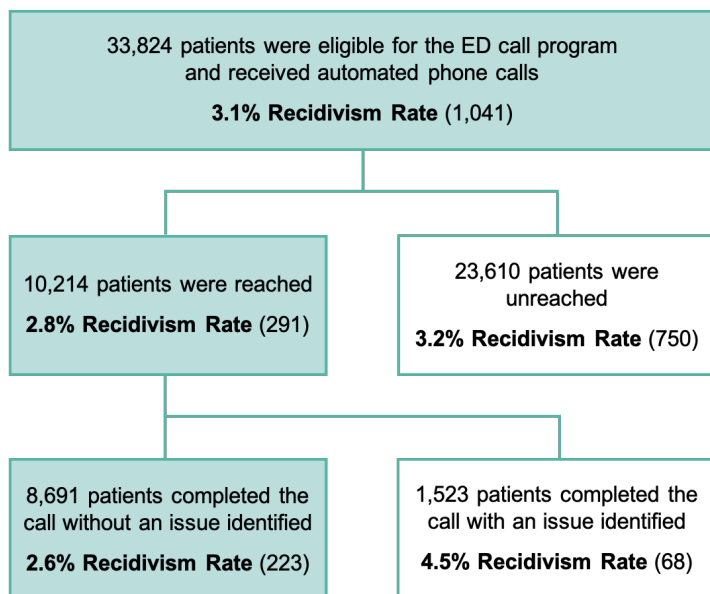 33,824 patients were eligible for the ED call program
and received automated phone calls
3.1% Recidivism Rate (1,041)
10,214 patients were reached
2.8% Recidivism Rate (291)
23,610 patients were
unreached
3.2% Recidivism Rate (750)
8,691 patients completed the
call without an issue identified
2.6% Recidivism Rate (223)
1,523 patients completed the
call with an issue identified
4.5% Recidivism Rate (68)